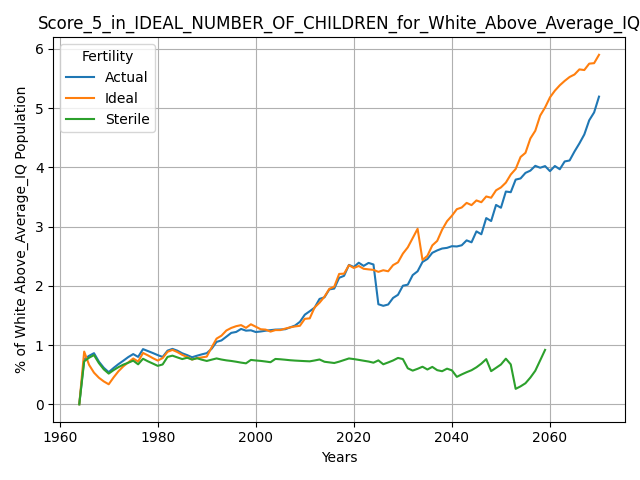 Score_5_in_IDEAL_NUMBER_OF_CHILDREN_for_White_Above_Average_IQ
% of White Above_Average_IQ Population
6
5
4
3
2
1
0
Fertility
Actual
Ideal
Sterile
1960
1980
2000
2020
2040
2060
Years